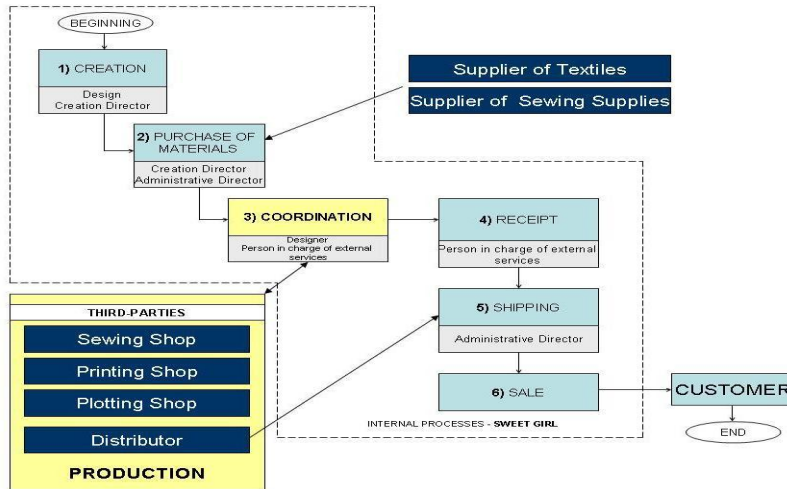 BEGINNING
1) CREATION
Design
Creation Director
Supplier of Textiles
Supplier of Sewing Supplies
2) PURCHASE OF
MATERIALS
Creation Director
Administrative Director
3) COORDINATION
Designer
Person in charge of external
services
4) RECEIPT
Person in charge of external
services
THIRD-PARTIES
Sewing Shop
Printing Shop
Plotting Shop
Distributor
PRODUCTION
5) SHIPPING
Administrative Director
6) SALE
CUSTOMER
END
INTERNAL PROCESSES - SWEET GIRL